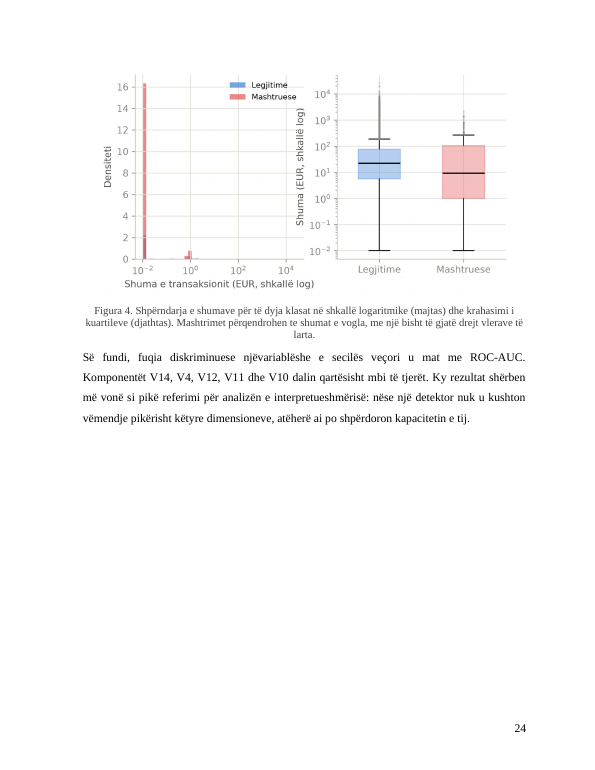 16
14
12
10
8
6
4
2
0
Densiteti
Legjitime
Mashtruese
10⁻²
10⁰
10²
10⁴
Shuma e transaksionit (EUR, shkallë log)
10⁴
10³
10²
10¹
10⁰
10⁻¹
10⁻²
Shuma (EUR, shkallë log)
Legjitime
Mashtruese
Figura 4. Shpërndarja e shumave për të dyja klasat në shkallë logaritmike (majtas) dhe krahasimi i
kuartileve (djathtas). Mashtrimet përqendrohen te shumat e vogla, me një bisht të gjatë drejt vlerave të
larta.
Së fundi, fuqia diskriminuese njëvariablëshe e secilës veçori u mat me ROC-AUC.
Komponentët V14, V4, V12, V11 dhe V10 dalin qartësisht mbi të tjerët. Ky rezultat shërben
më vonë si pikë referimi për analizën e interpretueshmërisë: nëse një detektor nuk u kushton
vëmendje pikërisht këtyre dimensioneve, atëherë ai po shpërdoron kapacitetin e tij.
24